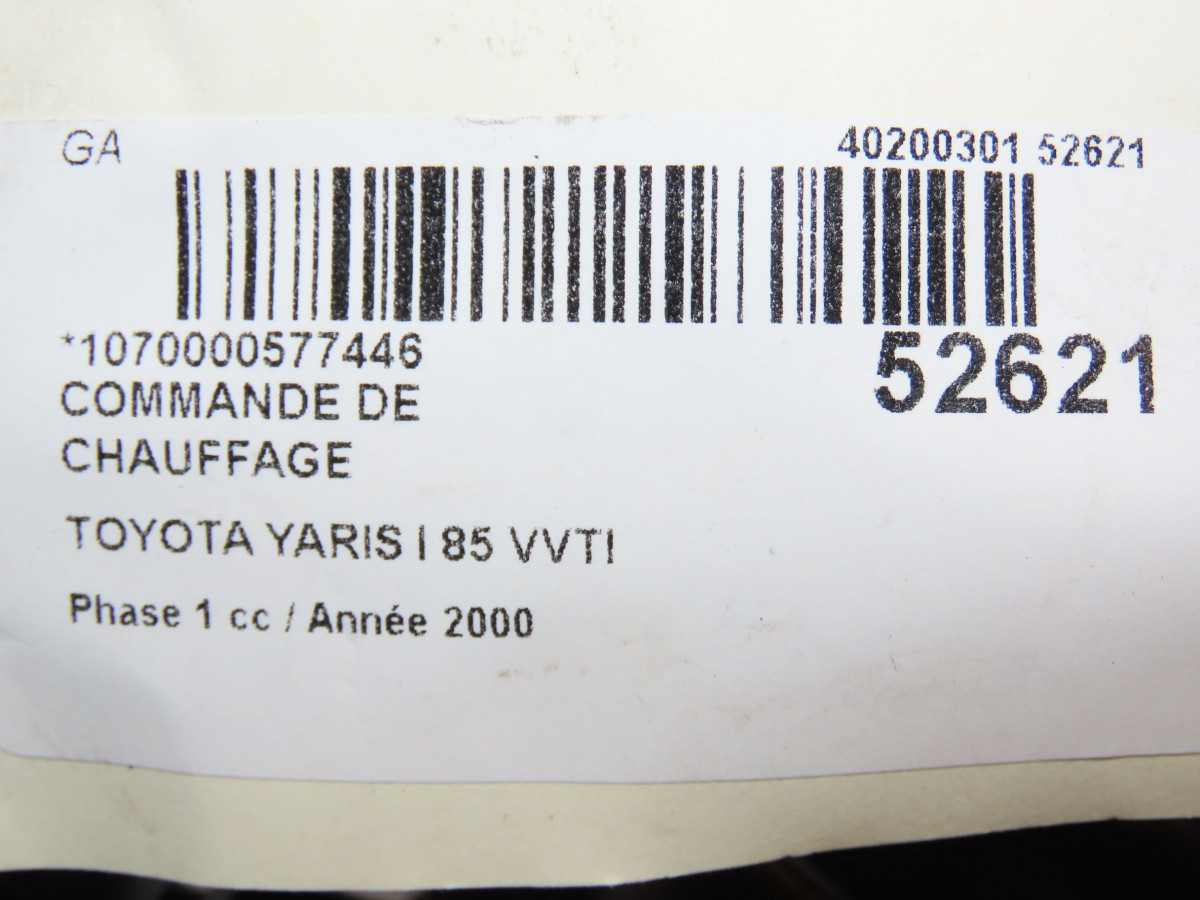 GA
40200301 52621
*1070000577446
52621
COMMANDE DE
CHAUFFAGE
TOYOTA YARIS I 85 VVTI
Phase 1 cc / Année 2000